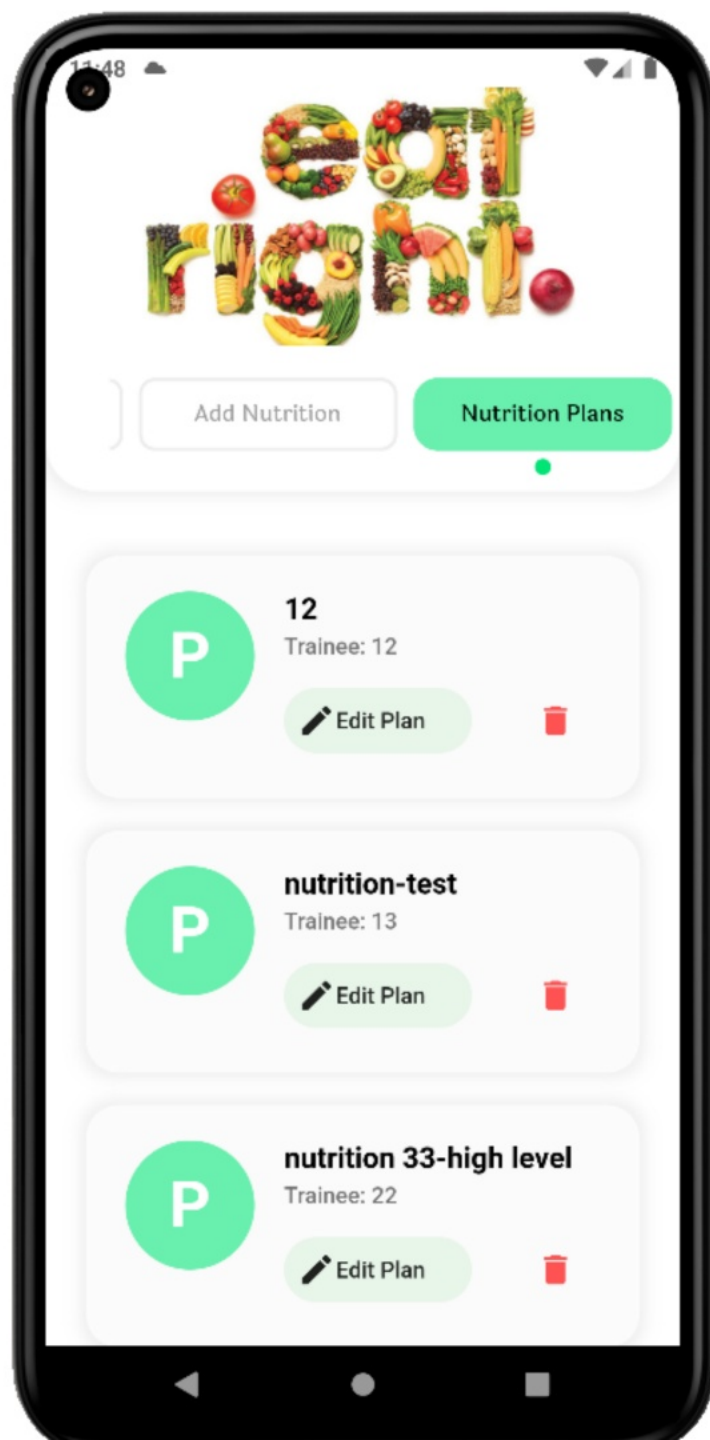 11:48
eat
right.
Add Nutrition
Nutrition Plans
P
12
Trainee: 12
Edit Plan
P
nutrition-test
Trainee: 13
Edit Plan
P
nutrition 33-high level
Trainee: 22
Edit Plan